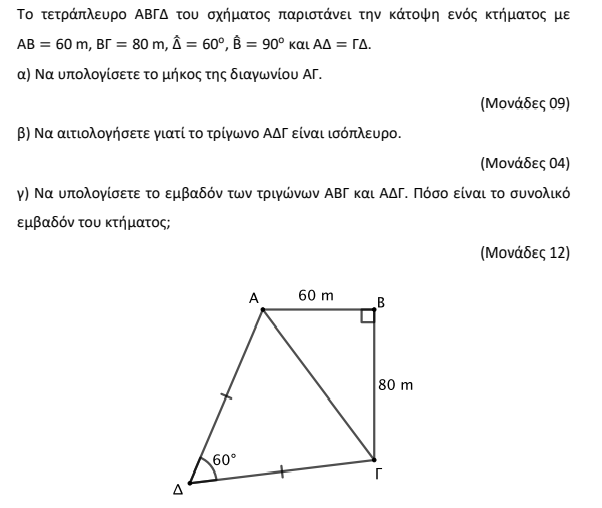 Το τετράπλευρο ΑΒΓΔ του σχήματος παριστάνει την κάτοψη ενός κτήματος με
ΑΒ = 60 m, ΒΓ = 80 m, Δ̂ = 60°, Β̂ = 90° και ΑΔ = ΓΔ.
α) Να υπολογίσετε το μήκος της διαγωνίου ΑΓ.
(Μονάδες 09)
β) Να αιτιολογήσετε γιατί το τρίγωνο ΑΔΓ είναι ισόπλευρο.
(Μονάδες 04)
γ) Να υπολογίσετε το εμβαδόν των τριγώνων ΑΒΓ και ΑΔΓ. Πόσο είναι το συνολικό
εμβαδόν του κτήματος;
(Μονάδες 12)
Α
60 m
Β
80 m
60°
Γ
Δ